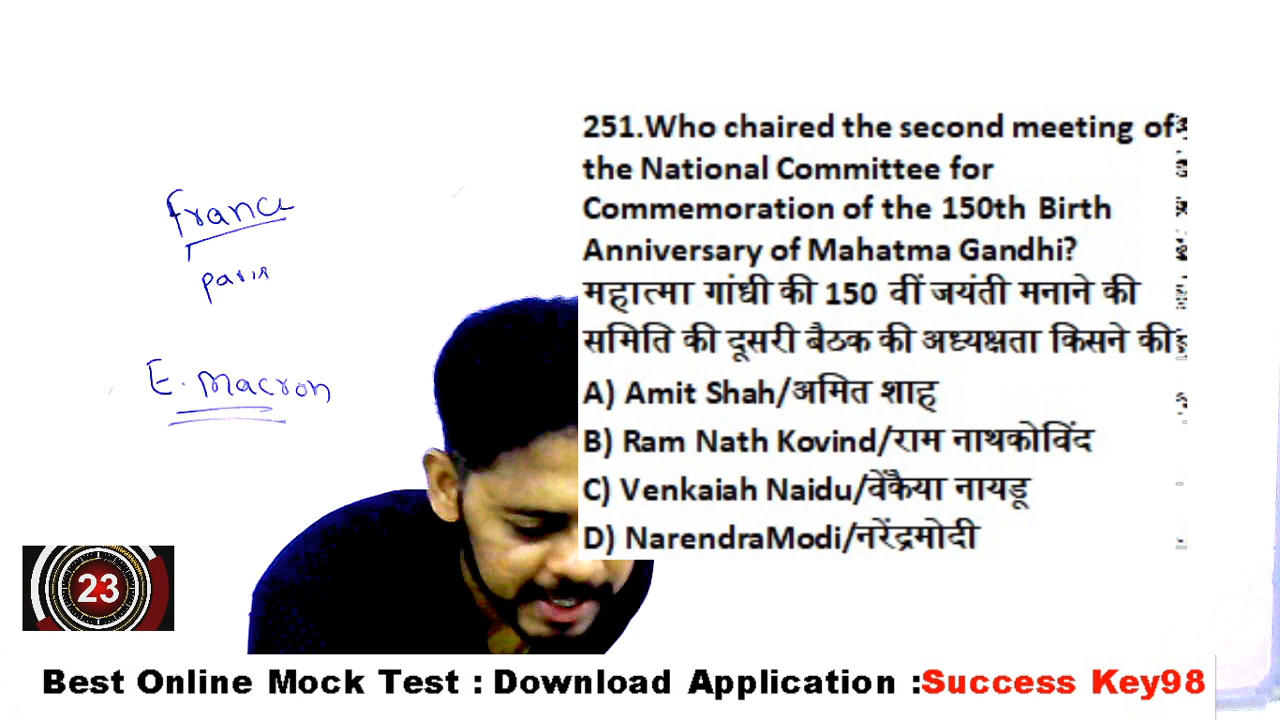 France
paris
E. Macron
251.Who chaired the second meeting of
the National Committee for
Commemoration of the 150th Birth
Anniversary of Mahatma Gandhi?
महात्मा गांधी की 150 वीं जयंती मनाने की
समिति की दूसरी बैठक की अध्यक्षता किसने की
A) Amit Shah/अमित शाह
B) Ram Nath Kovind/राम नाथकोविंद
C) Venkaiah Naidu/वेंकैया नायडू
D) NarendraModi/नरेंद्रमोदी
23
Best Online Mock Test : Download Application :Success Key98